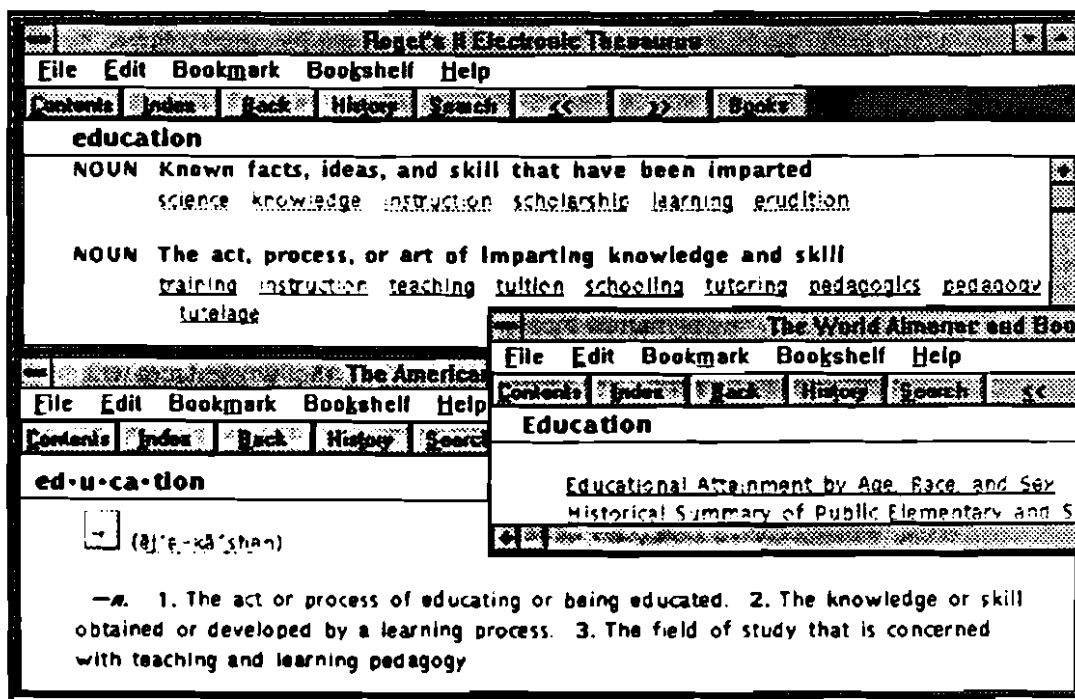 Roget's II Electronic Thesaurus
File Edit Bookmark Bookshelf Help
Contents Index Back History Search << >> Books
education
NOUN Known facts, ideas, and skill that have been imparted
science knowledge instruction scholarship learning erudition
NOUN The act, process, or art of imparting knowledge and skill
training instruction teaching tuition schooling tutoring pedagogics pedagogy
tutelage
The World Almanac and Boo
File Edit Bookmark Bookshelf Help
Contents Index Back History Search <<
Education
Educational Attainment by Age, Race, and Sex
Historical Summary of Public Elementary and S
The American
File Edit Bookmark Bookshelf Help
Contents Index Back History Search
ed·u·ca·tion
—n. 1. The act or process of educating or being educated. 2. The knowledge or skill
obtained or developed by a learning process. 3. The field of study that is concerned
with teaching and learning pedagogy